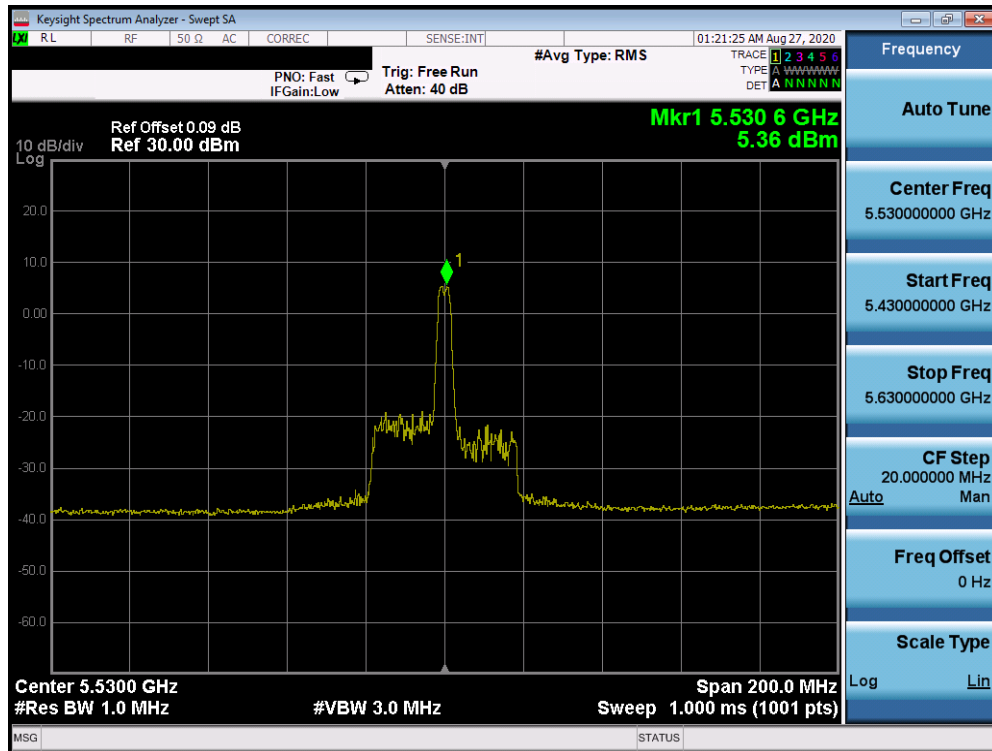 Keysight Spectrum Analyzer - Swept SA
LXI RL RF 50 Ω AC CORREC SENSE:INT 01:21:25 AM Aug 27, 2020
Frequency
#Avg Type: RMS TRACE 1 2 3 4 5 6
PNO: Fast Trig: Free Run TYPE A WWWWW
IFGain:Low Atten: 40 dB DET A N N N N N
Auto Tune
Mkr1 5.530 6 GHz
Ref Offset 0.09 dB
10 dB/div Ref 30.00 dBm 5.36 dBm
Log
Center Freq
5.530000000 GHz
20.0
10.0
1
Start Freq
5.430000000 GHz
0.00
-10.0
Stop Freq
5.630000000 GHz
-20.0
-30.0
CF Step
20.000000 MHz
Auto Man
-40.0
-50.0
Freq Offset
0 Hz
-60.0
Scale Type
Log Lin
Center 5.5300 GHz Span 200.0 MHz
#Res BW 1.0 MHz #VBW 3.0 MHz Sweep 1.000 ms (1001 pts)
MSG STATUS